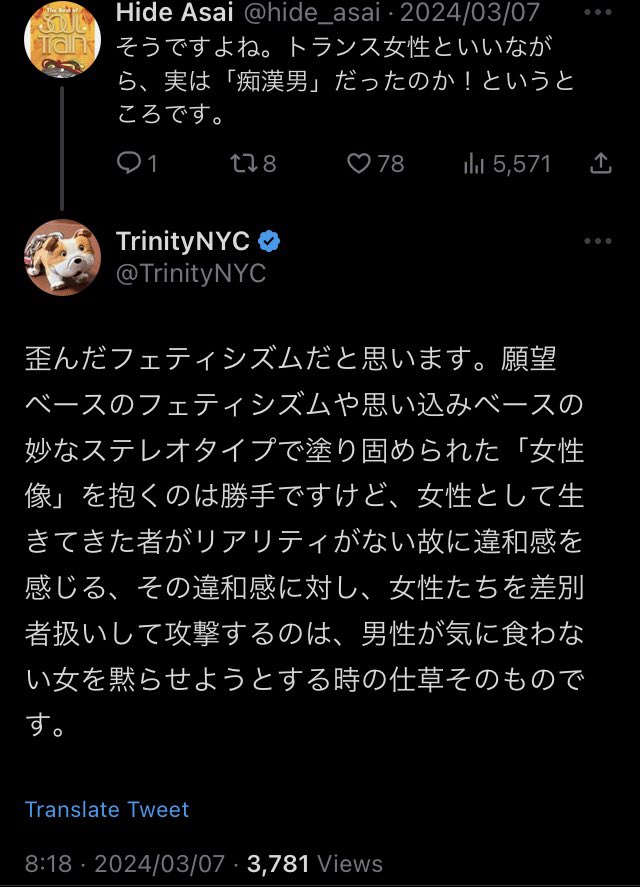 The Best of
SOUL
TRAIN
Hide Asai @hide_asai · 2024/03/07
そうですよね。トランス女性といいなが
ら、実は「痴漢男」だったのか！というと
ころです。
1 8 78 5,571
TrinityNYC
@TrinityNYC
歪んだフェティシズムだと思います。願望
ベースのフェティシズムや思い込みベースの
妙なステレオタイプで塗り固められた「女性
像」を抱くのは勝手ですけど、女性として生
きてきた者がリアリティがない故に違和感を
感じる、その違和感に対し、女性たちを差別
者扱いして攻撃するのは、男性が気に食わな
い女を黙らせようとする時の仕草そのもので
す。
Translate Tweet
8:18 · 2024/03/07 · 3,781 Views